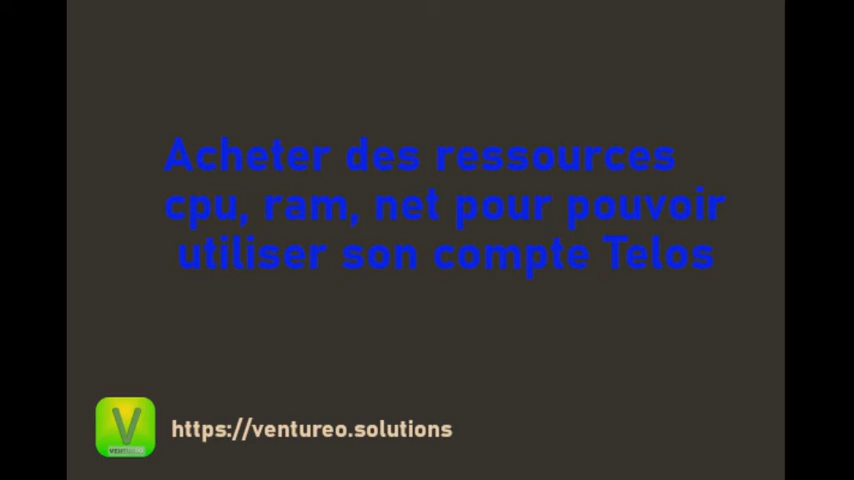 Acheter des ressources
cpu, ram, net pour pouvoir
utiliser son compte Telos
V
https://ventureo.solutions